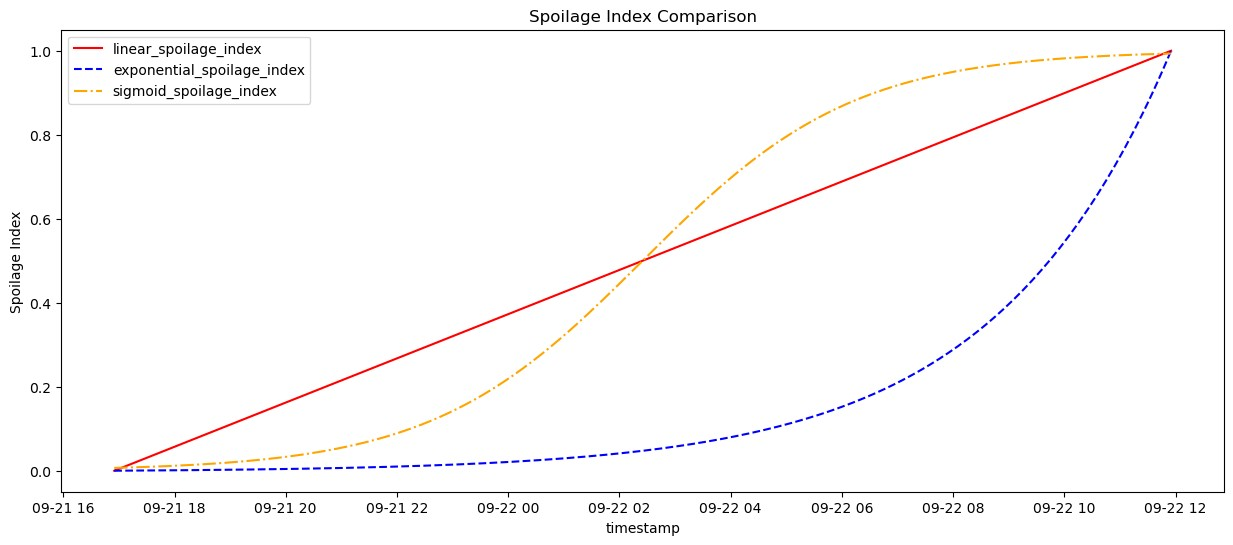 Spoilage Index Comparison
linear_spoilage_index
exponential_spoilage_index
sigmoid_spoilage_index
Spoilage Index
1.0
0.8
0.6
0.4
0.2
0.0
09-21 16 09-21 18 09-21 20 09-21 22 09-22 00 09-22 02 09-22 04 09-22 06 09-22 08 09-22 10 09-22 12
timestamp